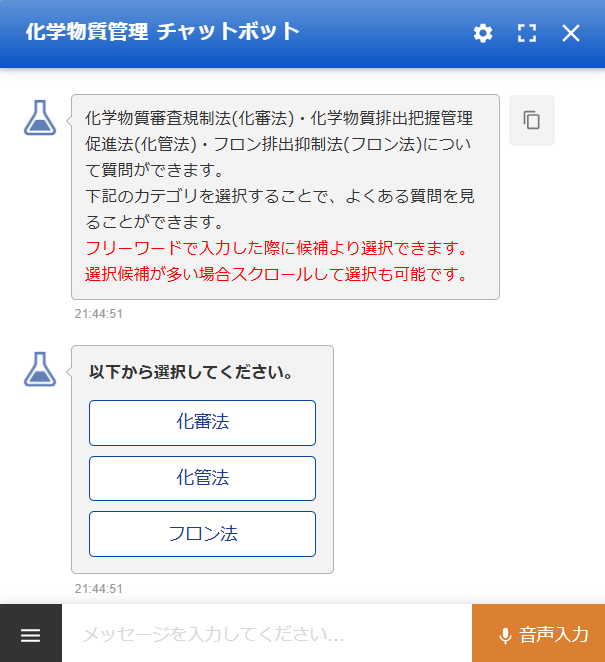 化学物質管理 チャットボット
化学物質審査規制法(化審法)・化学物質排出把握管理
促進法(化管法)・フロン排出抑制法(フロン法)につい
て質問ができます。
下記のカテゴリを選択することで、よくある質問を見
ることができます。
フリーワードで入力した際に候補より選択できます。
選択候補が多い場合スクロールして選択も可能です。
21:44:51
以下から選択してください。
化審法
化管法
フロン法
21:44:51
メッセージを入力してください...
音声入力